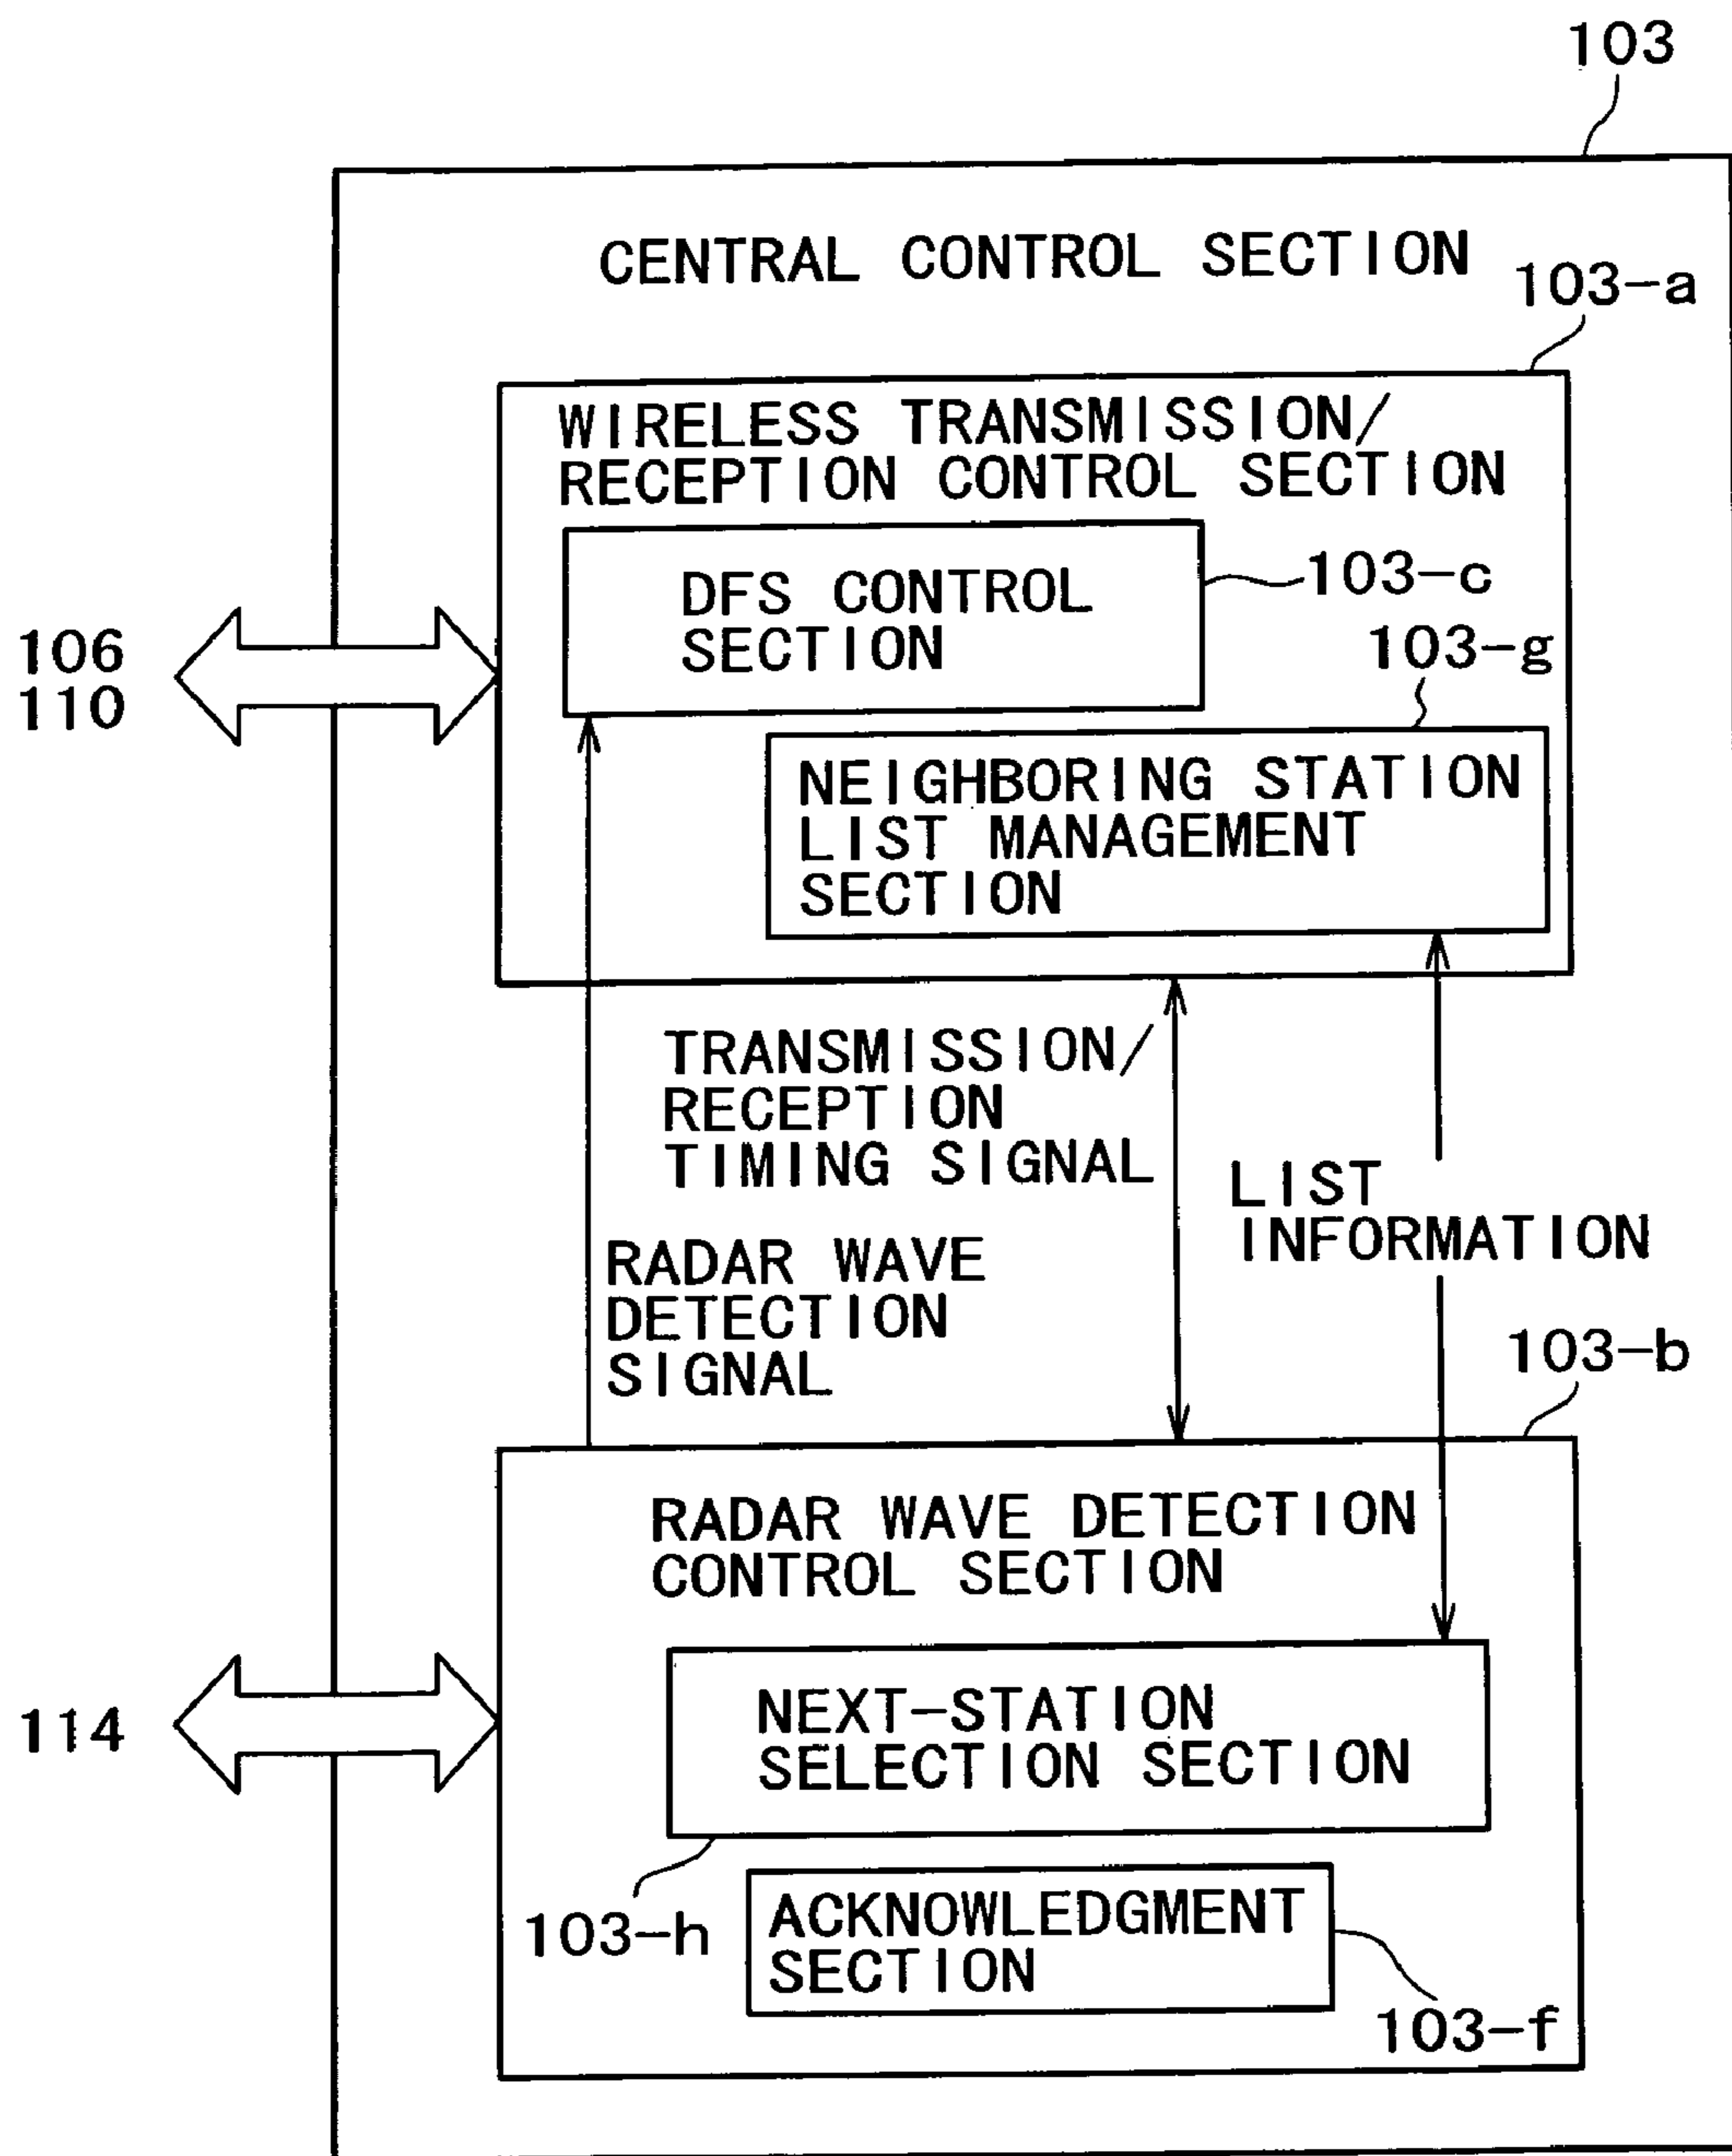 103
CENTRAL CONTROL SECTION
103-a
WIRELESS TRANSMISSION/
RECEPTION CONTROL SECTION
DFS CONTROL
SECTION
103-c
103-g
106
110
NEIGHBORING STATION
LIST MANAGEMENT
SECTION
TRANSMISSION/
RECEPTION
TIMING SIGNAL
LIST
INFORMATION
RADAR WAVE
DETECTION
SIGNAL
103-b
RADAR WAVE DETECTION
CONTROL SECTION
114
NEXT-STATION
SELECTION SECTION
103-h
ACKNOWLEDGMENT
SECTION
103-f